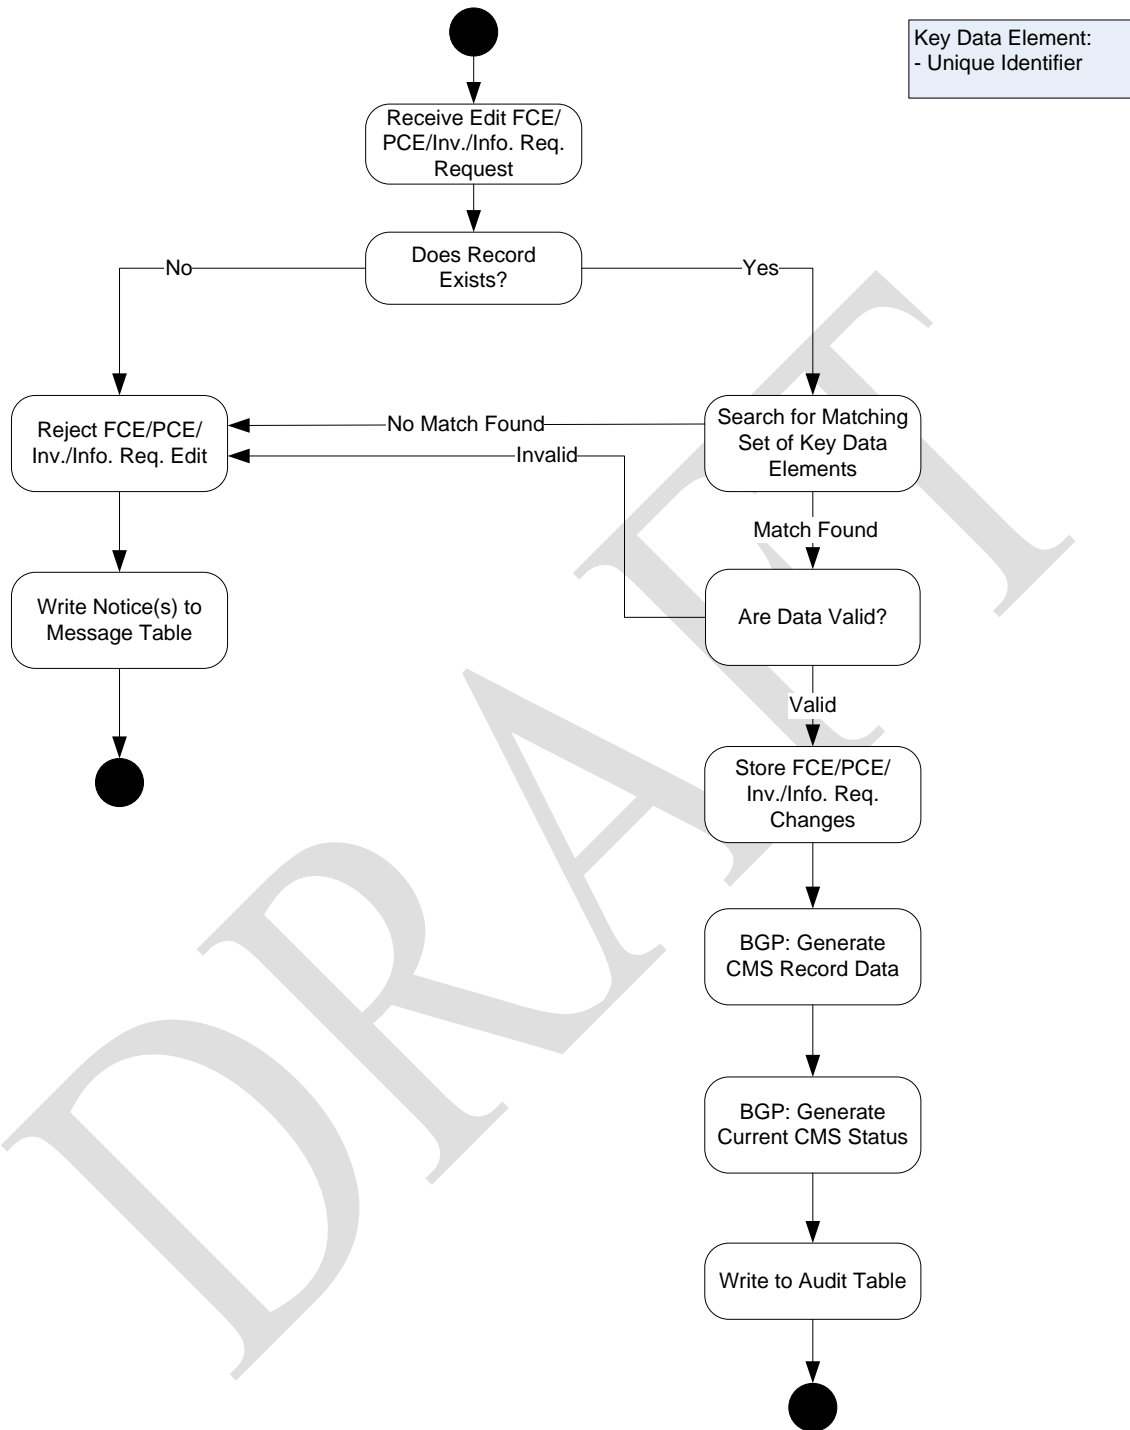 Key Data Element:
- Unique Identifier
Receive Edit FCE/
PCE/Inv./Info. Req.
Request
Does Record
Exists?
No
Yes
Reject FCE/PCE/
Inv./Info. Req. Edit
No Match Found
Search for Matching
Set of Key Data
Elements
Invalid
Match Found
Write Notice(s) to
Message Table
Are Data Valid?
Valid
Store FCE/PCE/
Inv./Info. Req.
Changes
BGP: Generate
CMS Record Data
BGP: Generate
Current CMS Status
Write to Audit Table
DRAFT